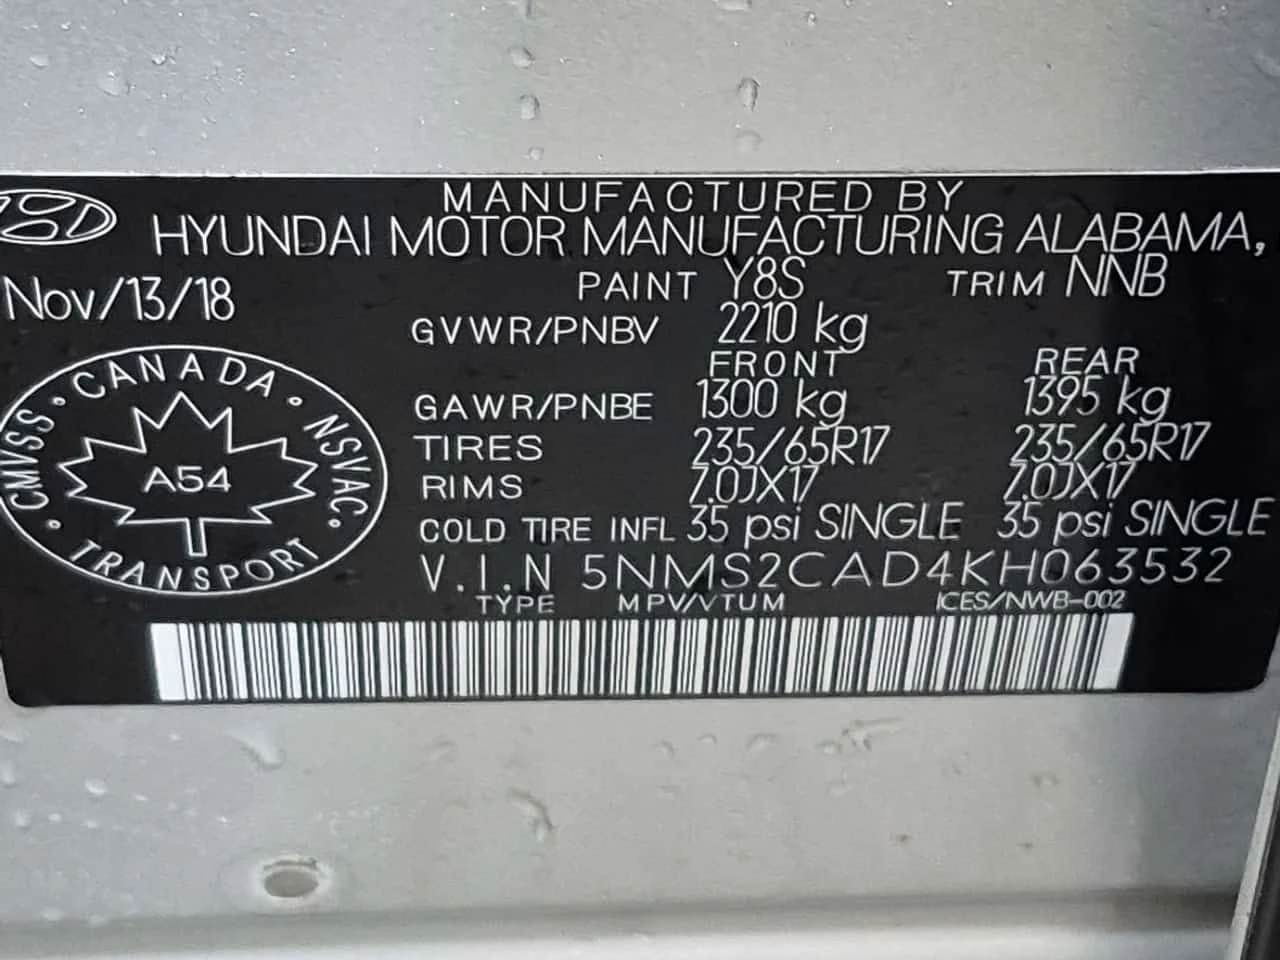 MANUFACTURED BY
HYUNDAI MOTOR MANUFACTURING ALABAMA,
Nov/13/18
PAINT Y8S TRIM NNB
GVWR/PNBV 2210 kg
FRONT REAR
GAWR/PNBE 1300 kg 1395 kg
TIRES 235/65R17 235/65R17
RIMS 7.0JX17 7.0JX17
COLD TIRE INFL 35 psi SINGLE 35 psi SINGLE
V.I.N 5NMS2CAD4KH063532
TYPE MPV/VTUM ICES/NWB-002
CMVSS • CANADA • NSVAC
A54
• TRANSPORT •